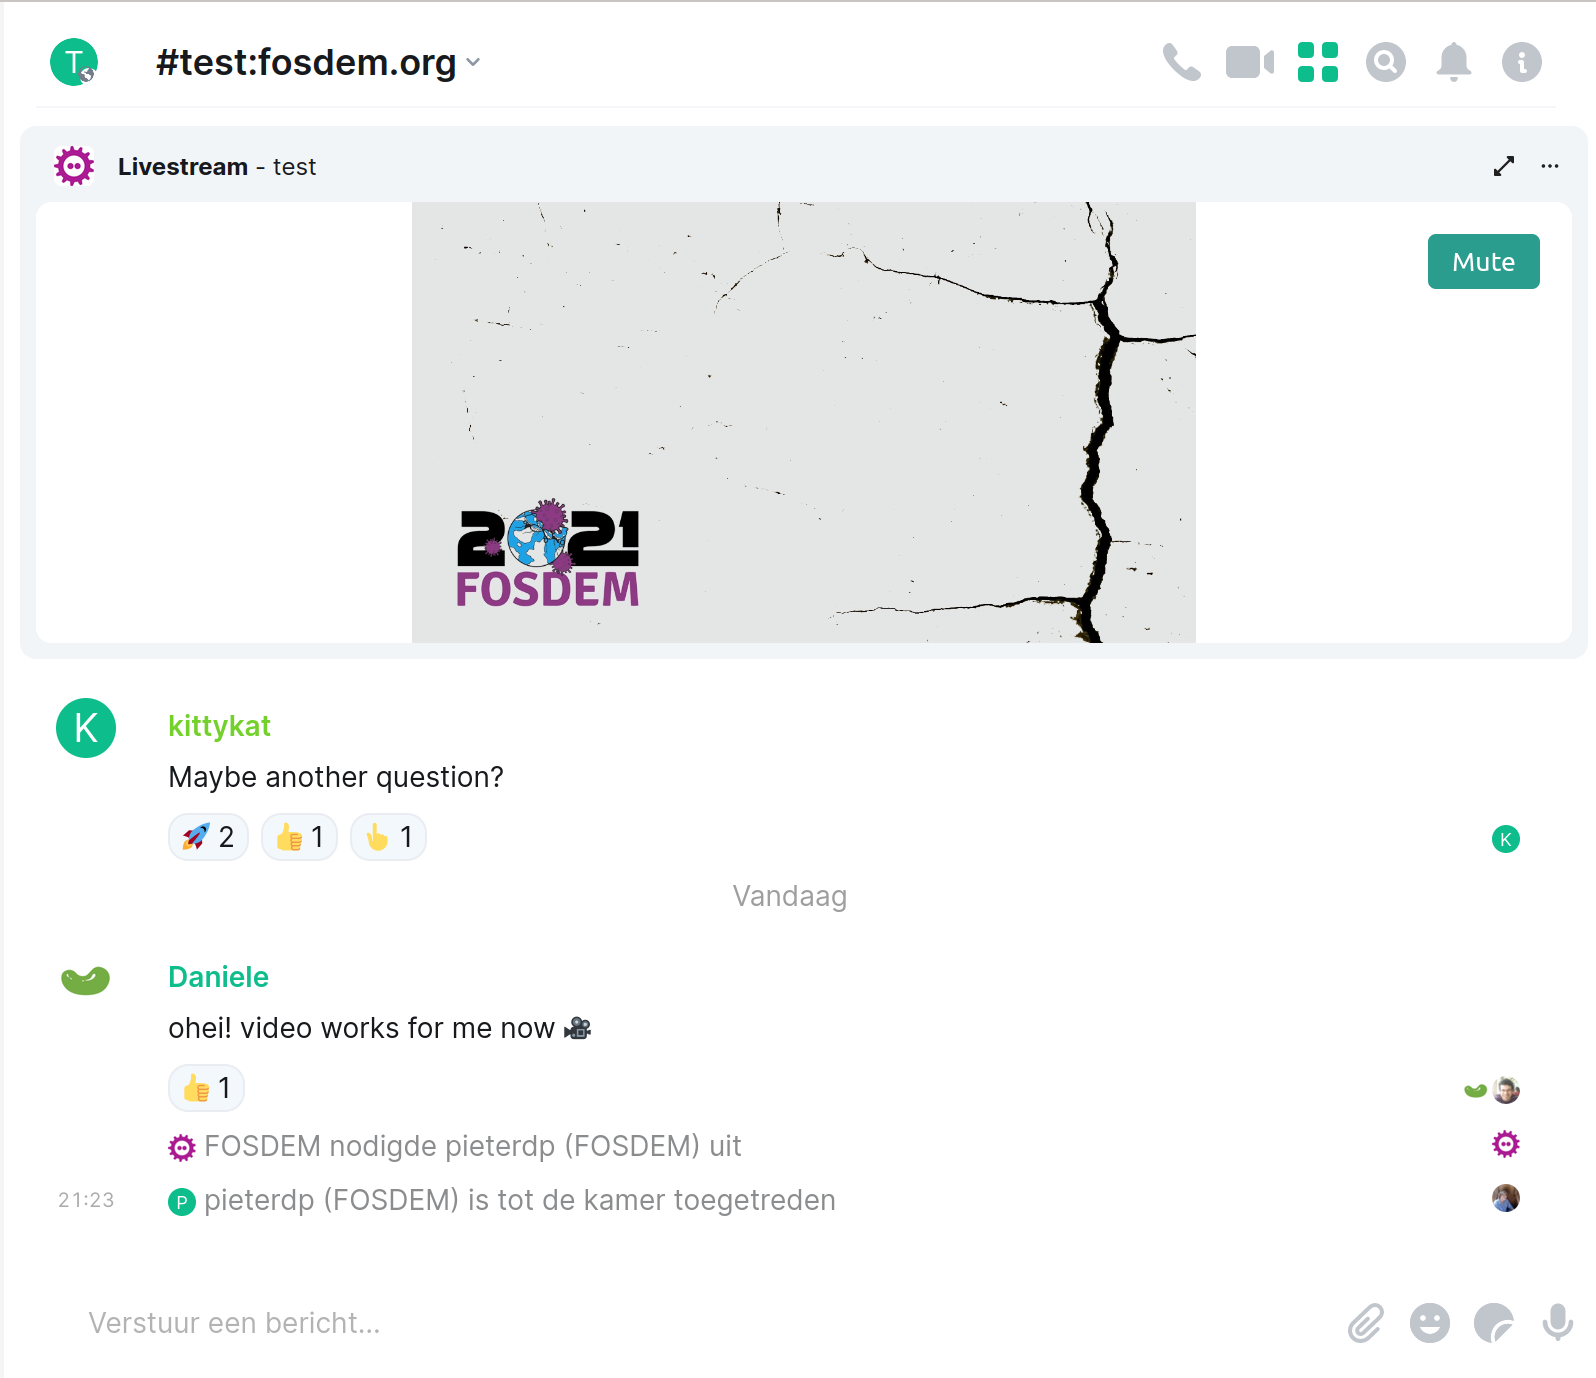 T
#test:fosdem.org
Livestream - test
Mute
2021
FOSDEM
K
kittykat
Maybe another question?
2 1 1
K
Vandaag
Daniele
ohei! video works for me now
1
FOSDEM nodigde pieterdp (FOSDEM) uit
21:23 P pieterdp (FOSDEM) is tot de kamer toegetreden
Verstuur een bericht...